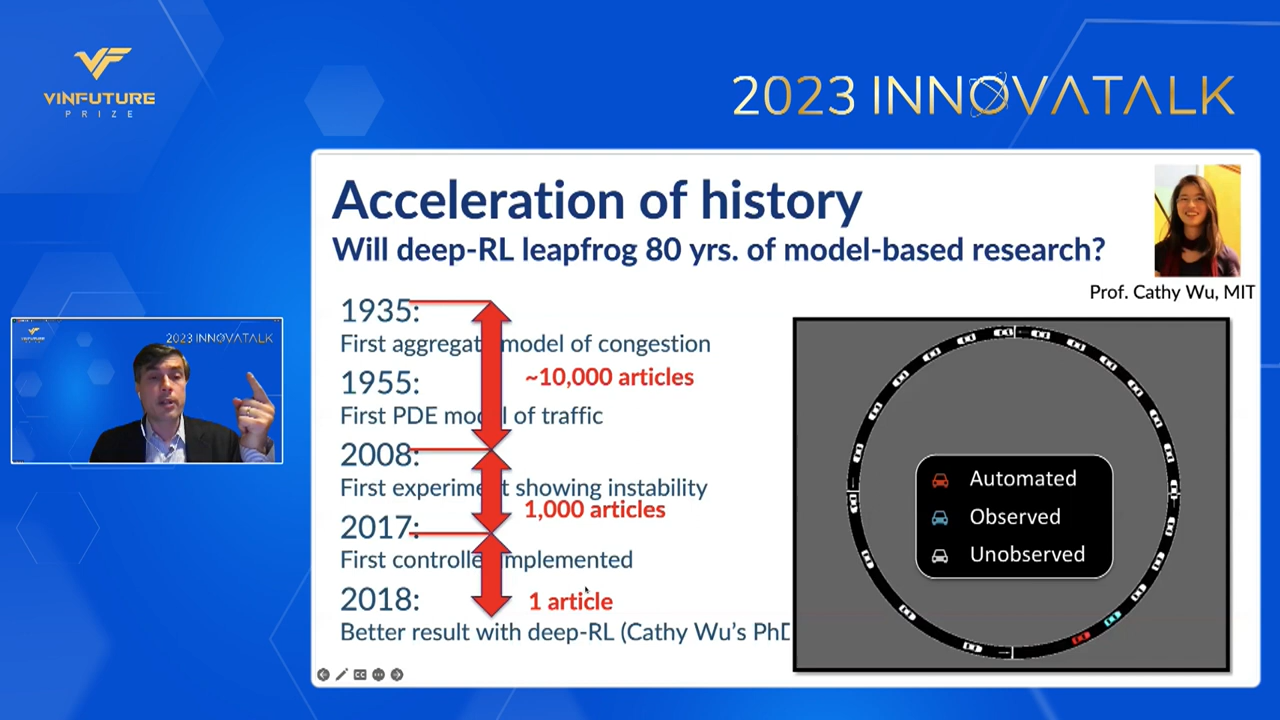 VINFUTURE
PRIZE
2023 INNOVATALK
Acceleration of history
Will deep-RL leapfrog 80 yrs. of model-based research?
Prof. Cathy Wu, MIT
1935:
First aggregat model of congestion
~10,000 articles
1955:
First PDE mo l of traffic
2008:
First experime t showing instability
1,000 articles
2017:
First controlle implemented
2018:
1 article
Better result with deep-RL (Cathy Wu's PhD
Automated
Observed
Unobserved
2023 INNOVATALK
CC